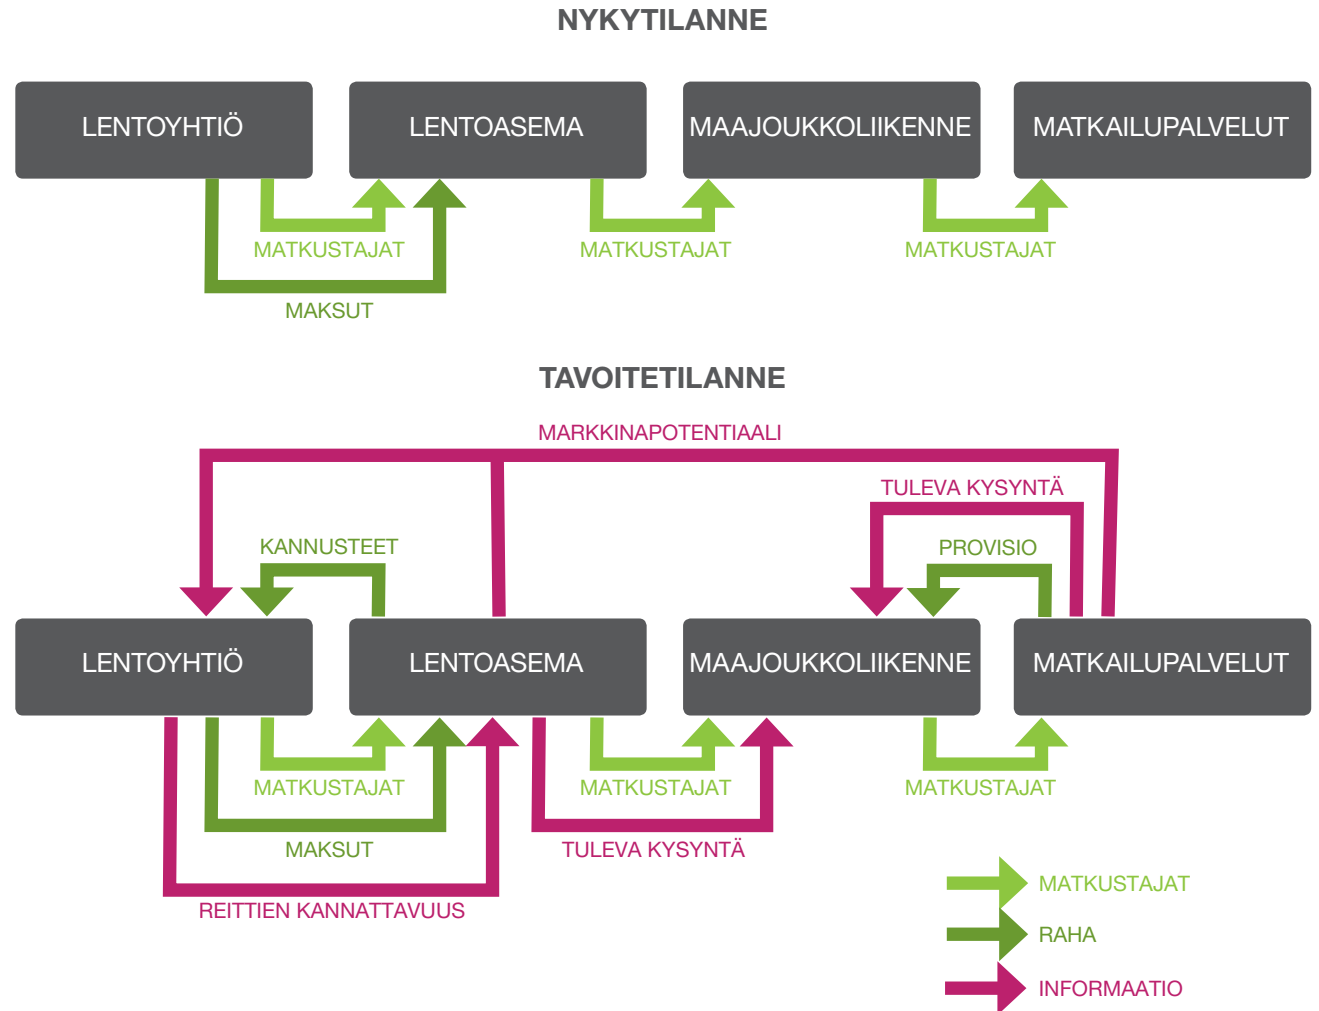 NYKYTILANNE
LENTOYHTIÖ
LENTOASEMA
MAAJOUKKOLIIKENNE
MATKAILUPALVELUT
MATKUSTAJAT
MATKUSTAJAT
MATKUSTAJAT
MAKSUT
TAVOITETILANNE
MARKKINAPOTENTIAALI
TULEVA KYSYNTÄ
KANNUSTEET
PROVISIO
LENTOYHTIÖ
LENTOASEMA
MAAJOUKKOLIIKENNE
MATKAILUPALVELUT
MATKUSTAJAT
MATKUSTAJAT
MATKUSTAJAT
MAKSUT
TULEVA KYSYNTÄ
REITTIEN KANNATTAVUUS
MATKUSTAJAT
RAHA
INFORMAATIO